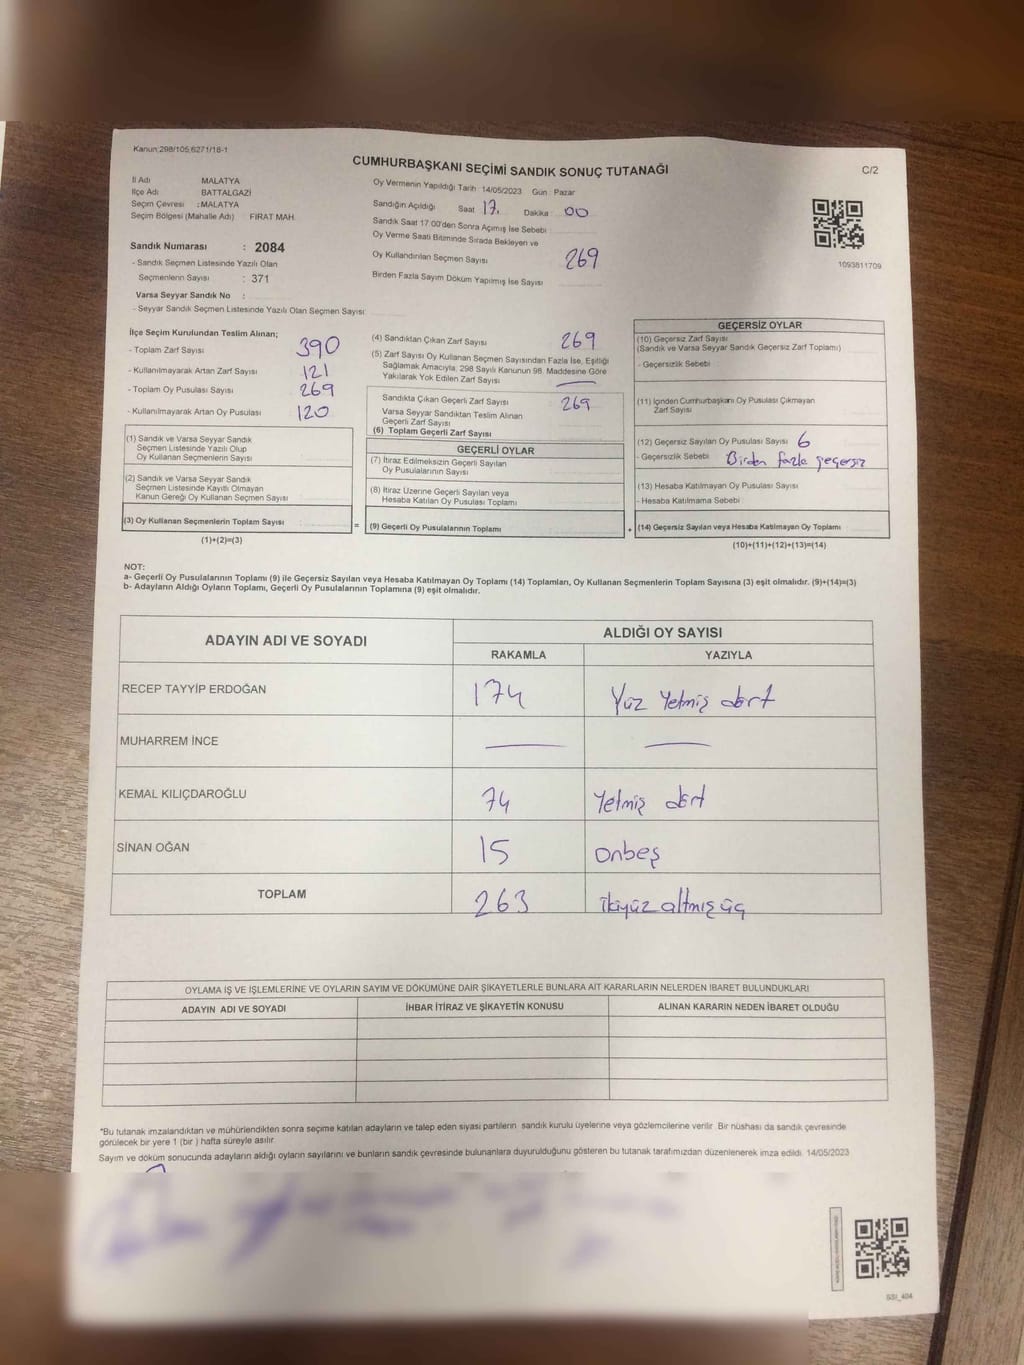 Kanun:298/105,6271/18-1
CUMHURBAŞKANI SEÇİMİ SANDIK SONUÇ TUTANAĞI
C/2
İl Adı MALATYA
İlçe Adı BATTALGAZİ
Seçim Çevresi : MALATYA
Seçim Bölgesi (Mahalle Adı) FIRAT MAH.
Oy Vermenin Yapıldığı Tarih 14/05/2023 Gün Pazar
Sandığın Açıldığı Saat 17. Dakika : 00
Sandık Saat 17:00'den Sonra Açımış İse Sebebi
Oy Verme Saati Bitiminde Sırada Bekleyen ve
Oy Kullandırılan Seçmen Sayısı 269
Birden Fazla Sayım Döküm Yapılmış İse Sayısı
1093811709
Sandık Numarası : 2084
- Sandık Seçmen Listesinde Yazılı Olan
Seçmenlerin Sayısı : 371
Varsa Seyyar Sandık No :
- Seyyar Sandık Seçmen Listesinde Yazılı Olan Seçmen Sayısı
İlçe Seçim Kurulundan Teslim Alınan;
- Toplam Zarf Sayısı 390
- Kullanılmayarak Artan Zarf Sayısı 121
- Toplam Oy Pusulası Sayısı 269
- Kullanılmayarak Artan Oy Pusulası 120
(1) Sandık ve Varsa Seyyar Sandık
Seçmen Listesinde Yazılı Olup
Oy Kullanan Seçmenlerin Sayısı
(2) Sandık ve Varsa Seyyar Sandık
Seçmen Listesinde Kayıtlı Olmayan
Kanun Gereği Oy Kullanan Seçmen Sayısı
(3) Oy Kullanan Seçmenlerin Toplam Sayısı
(1)+(2)=(3)
(4) Sandıktan Çıkan Zarf Sayısı 269
(5) Zarf Sayısı Oy Kullanan Seçmen Sayısından Fazla İse, Eşitliği
Sağlamak Amacıyla; 298 Sayılı Kanunun 98. Maddesine Göre
Yakılarak Yok Edilen Zarf Sayısı —
Sandıkta Çıkan Geçerli Zarf Sayısı 269
Varsa Seyyar Sandıktan Teslim Alınan
Geçerli Zarf Sayısı
(6) Toplam Geçerli Zarf Sayısı
GEÇERLİ OYLAR
(7) İtiraz Edilmeksizin Geçerli Sayılan
Oy Pusulalarının Sayısı
(8) İtiraz Üzerine Geçerli Sayılan veya
Hesaba Katılan Oy Pusulası Toplamı
= (9) Geçerli Oy Pusulalarının Toplamı
GEÇERSİZ OYLAR
(10) Geçersiz Zarf Sayısı
(Sandık ve Varsa Seyyar Sandık Geçersiz Zarf Toplamı)
- Geçersizlik Sebebi
(11) İçinden Cumhurbaşkanı Oy Pusulası Çıkmayan
Zarf Sayısı
(12) Geçersiz Sayılan Oy Pusulası Sayısı 6
- Geçersizlik Sebebi Birden fazla geçersiz
(13) Hesaba Katılmayan Oy Pusulası Sayısı
- Hesaba Katılmama Sebebi
+ (14) Geçersiz Sayılan veya Hesaba Katılmayan Oy Toplamı
(10)+(11)+(12)+(13)=(14)
NOT:
a- Geçerli Oy Pusulalarının Toplamı (9) ile Geçersiz Sayılan veya Hesaba Katılmayan Oy Toplamı (14) Toplamları, Oy Kullanan Seçmenlerin Toplam Sayısına (3) eşit olmalıdır. (9)+(14)=(3)
b- Adayların Aldığı Oyların Toplamı, Geçerli Oy Pusulalarının Toplamına (9) eşit olmalıdır.
ADAYIN ADI VE SOYADI ALDIĞI OY SAYISI
RAKAMLA YAZIYLA
RECEP TAYYİP ERDOĞAN 174 Yüz Yetmiş dört
MUHARREM İNCE — —
KEMAL KILIÇDAROĞLU 74 Yetmiş dört
SİNAN OĞAN 15 Onbeş
TOPLAM 263 ikiyüz altmış üç
OYLAMA İŞ VE İŞLEMLERİNE VE OYLARIN SAYIM VE DÖKÜMÜNE DAİR ŞİKAYETLERLE BUNLARA AİT KARARLARIN NELERDEN İBARET BULUNDUKLARI
ADAYIN ADI VE SOYADI İHBAR İTİRAZ VE ŞİKAYETİN KONUSU ALINAN KARARIN NEDEN İBARET OLDUĞU
*Bu tutanak imzalandıktan ve mühürlendikten sonra seçime katılan adayların ve talep eden siyasi partilerin sandık kurulu üyelerine veya gözlemcilerine verilir. Bir nüshası da sandık çevresinde
görülecek bir yere 1 (bir ) hafta süreyle asılır.
Sayım ve döküm sonucunda adayların aldığı oyların sayılarını ve bunların sandık çevresinde bulunanlara duyurulduğunu gösteren bu tutanak tarafımızdan düzenlenerek imza edildi. 14/05/2023
SSI_404